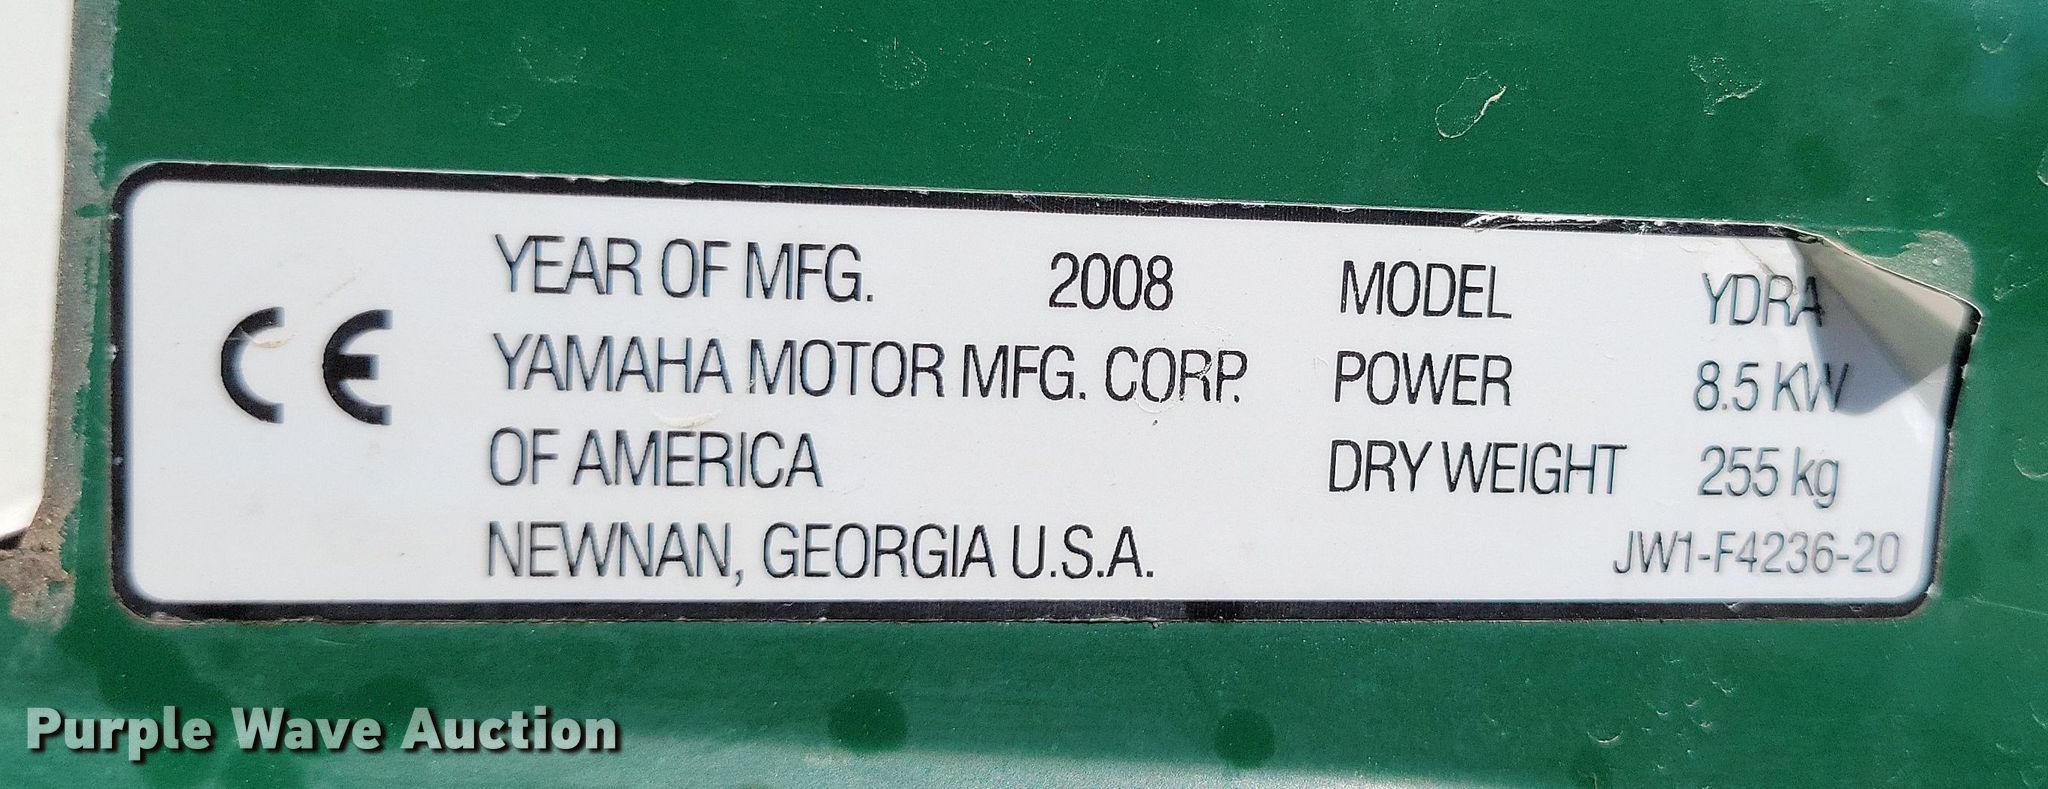 CE
YEAR OF MFG. 2008 MODEL YDRA
YAMAHA MOTOR MFG. CORP. POWER 8.5 KW
OF AMERICA DRY WEIGHT 255 kg
NEWNAN, GEORGIA U.S.A. JW1-F4236-20
Purple Wave Auction